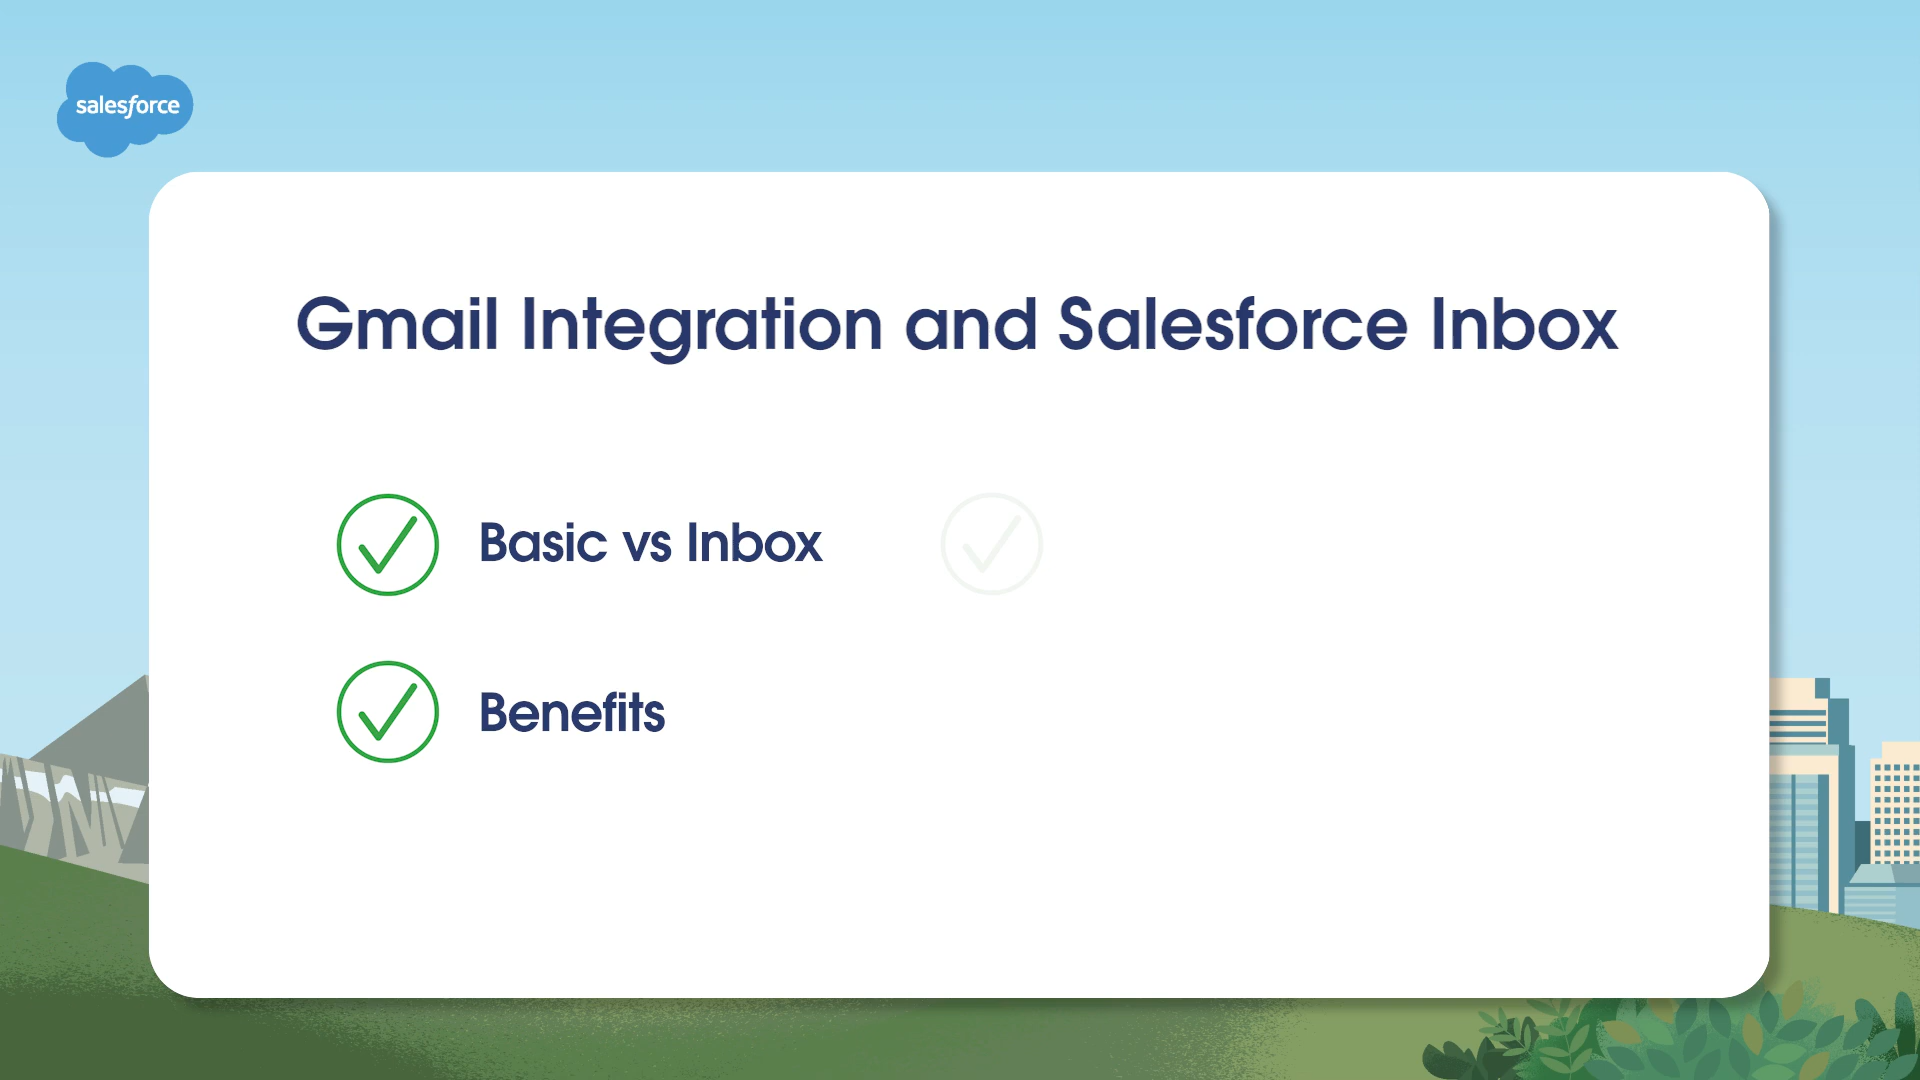 salesforce
Gmail Integration and Salesforce Inbox
Basic vs Inbox
Benefits